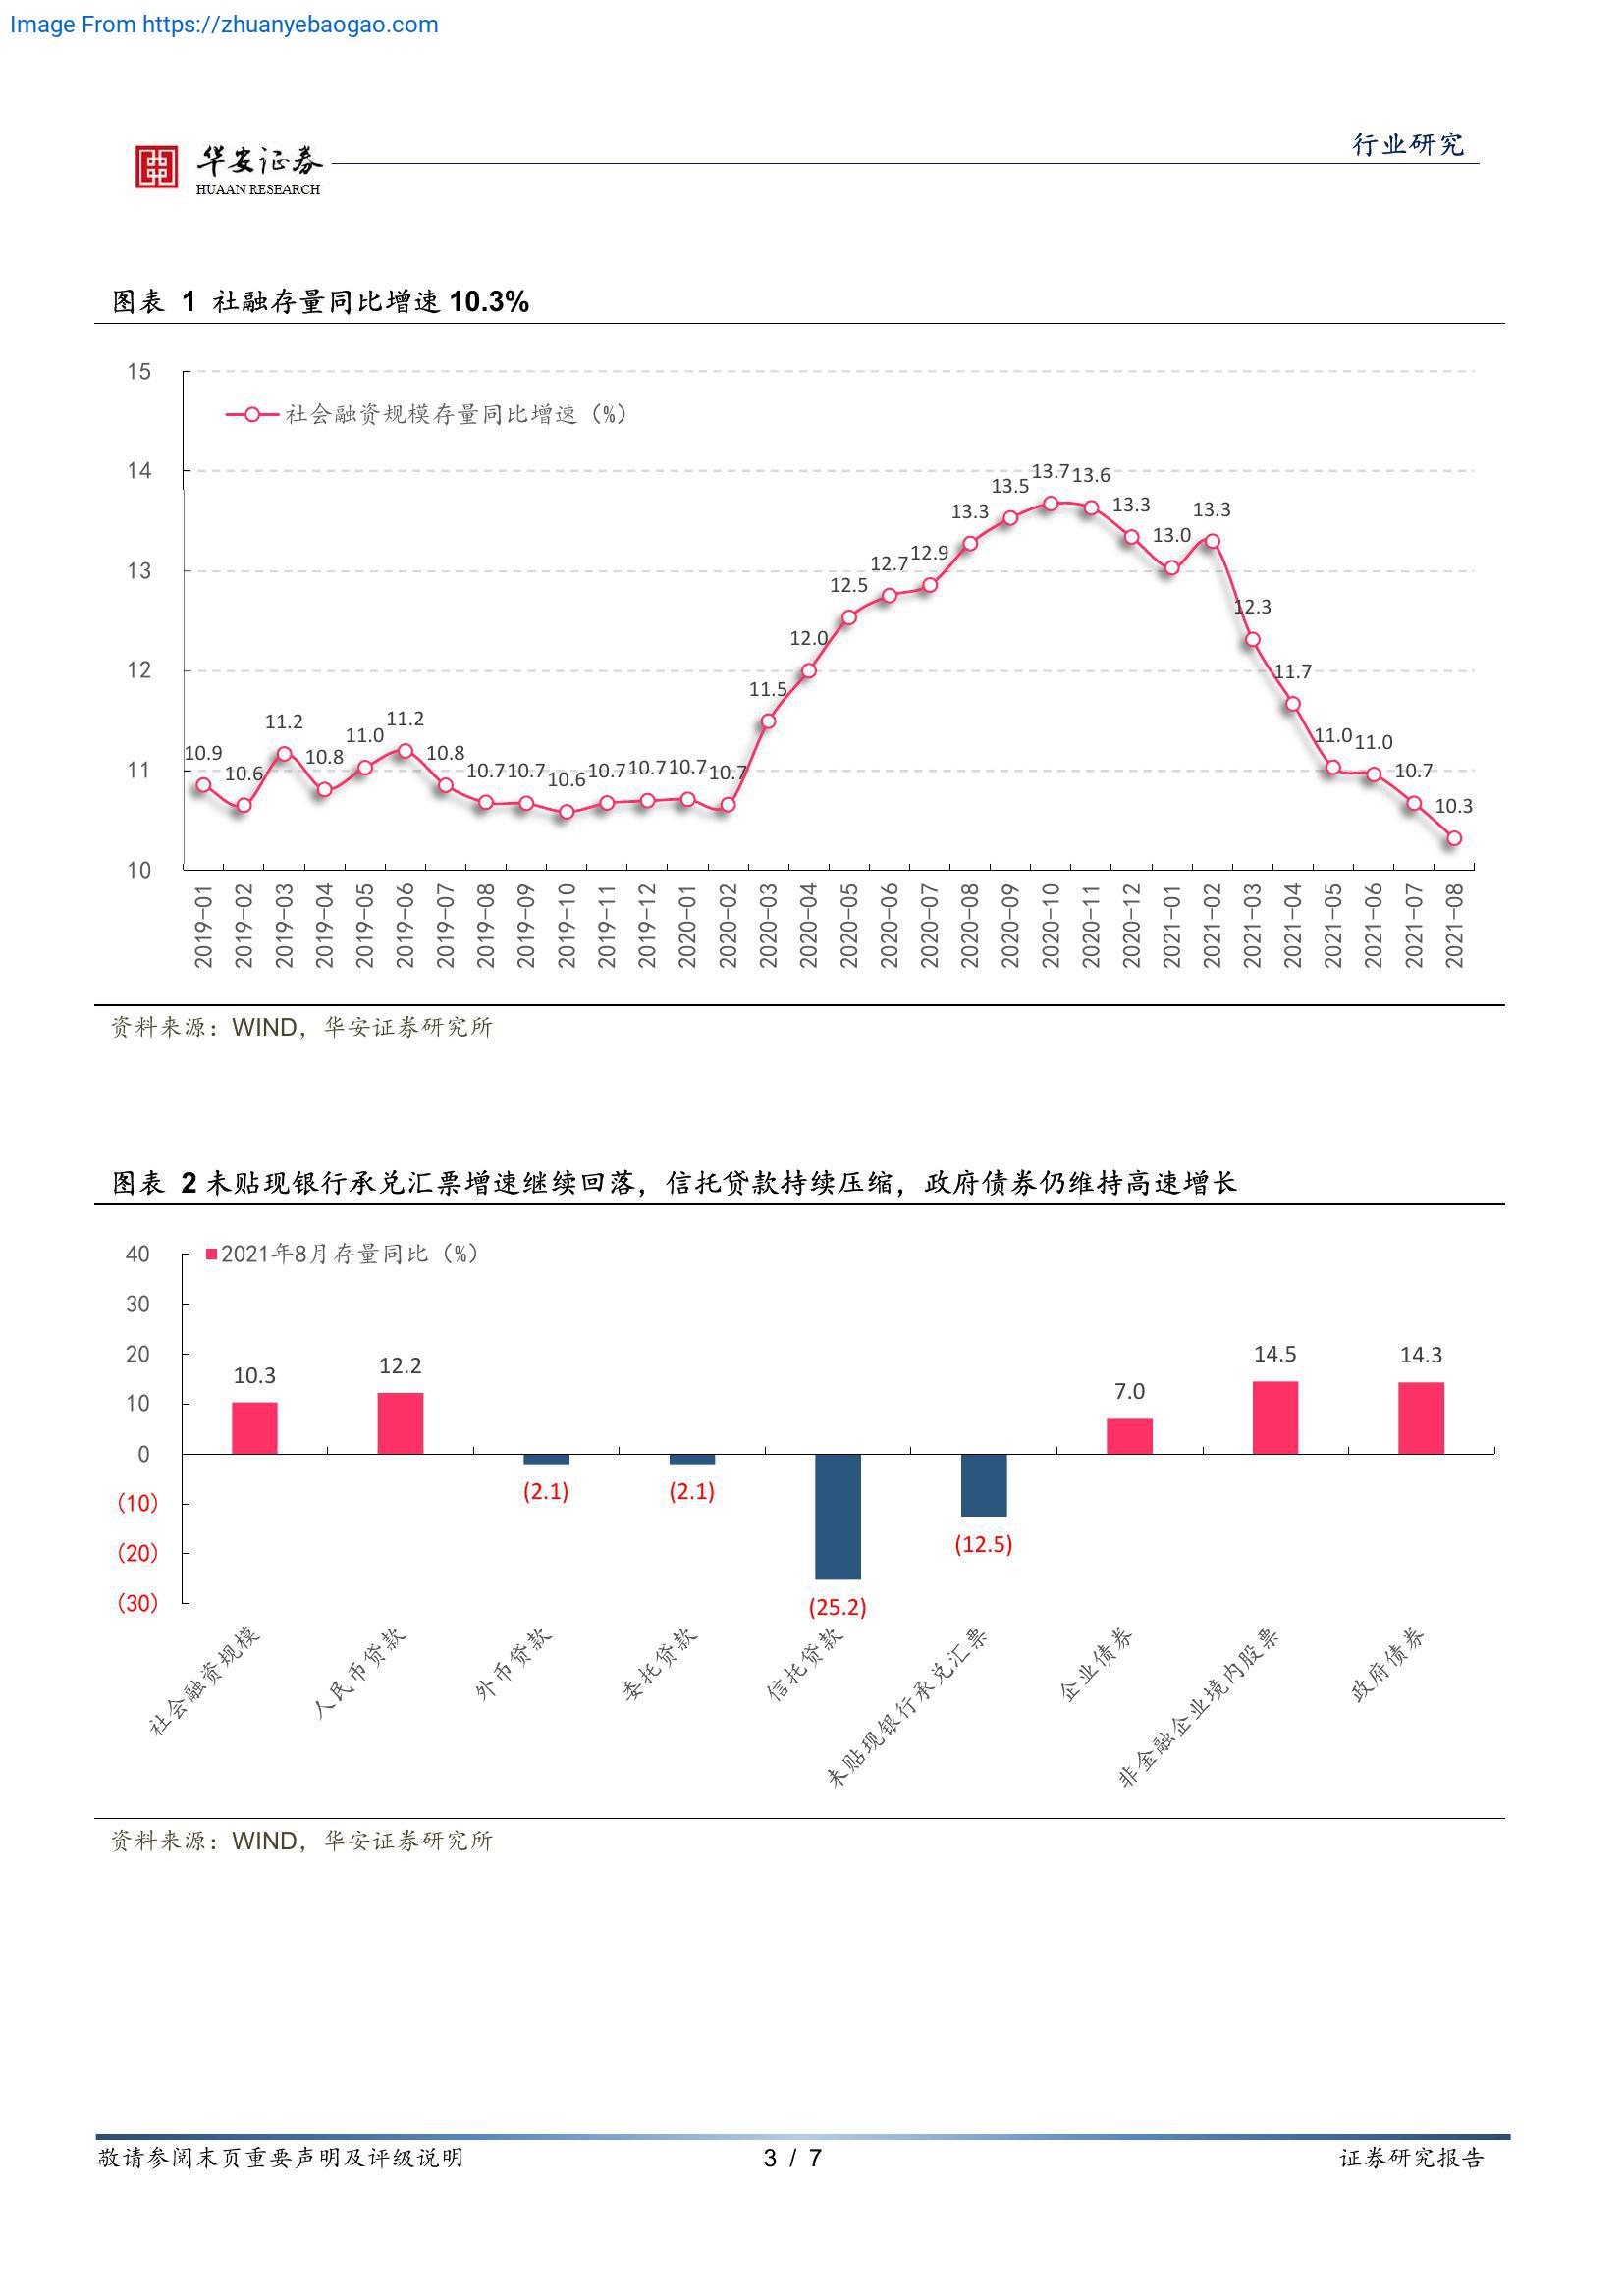 Image From https://zhuanyebaogao.com
华安证券
HUAAN RESEARCH
行业研究
图表 1 社融存量同比增速 10.3%
15
14
13
12
11
10
社会融资规模存量同比增速（%）
10.9 10.6 11.2 10.8 11.0 11.2 10.8 10.7 10.7 10.6 10.7 10.7 10.7 10.7 11.5 12.0 12.5 12.7 12.9 13.3 13.5 13.7 13.6 13.3 13.0 13.3 12.3 11.7 11.0 11.0 10.7 10.3
2019-01 2019-02 2019-03 2019-04 2019-05 2019-06 2019-07 2019-08 2019-09 2019-10 2019-11 2019-12 2020-01 2020-02 2020-03 2020-04 2020-05 2020-06 2020-07 2020-08 2020-09 2020-10 2020-11 2020-12 2021-01 2021-02 2021-03 2021-04 2021-05 2021-06 2021-07 2021-08
资料来源：WIND，华安证券研究所
图表 2 未贴现银行承兑汇票增速继续回落，信托贷款持续压缩，政府债券仍维持高速增长
40
30
20
10
0
(10)
(20)
(30)
2021年8月存量同比（%）
10.3 12.2 (2.1) (2.1) (25.2) (12.5) 7.0 14.5 14.3
社会融资规模 人民币贷款 外币贷款 委托贷款 信托贷款 未贴现银行承兑汇票 企业债券 非金融企业境内股票 政府债券
资料来源：WIND，华安证券研究所
敬请参阅末页重要声明及评级说明 3 / 7 证券研究报告